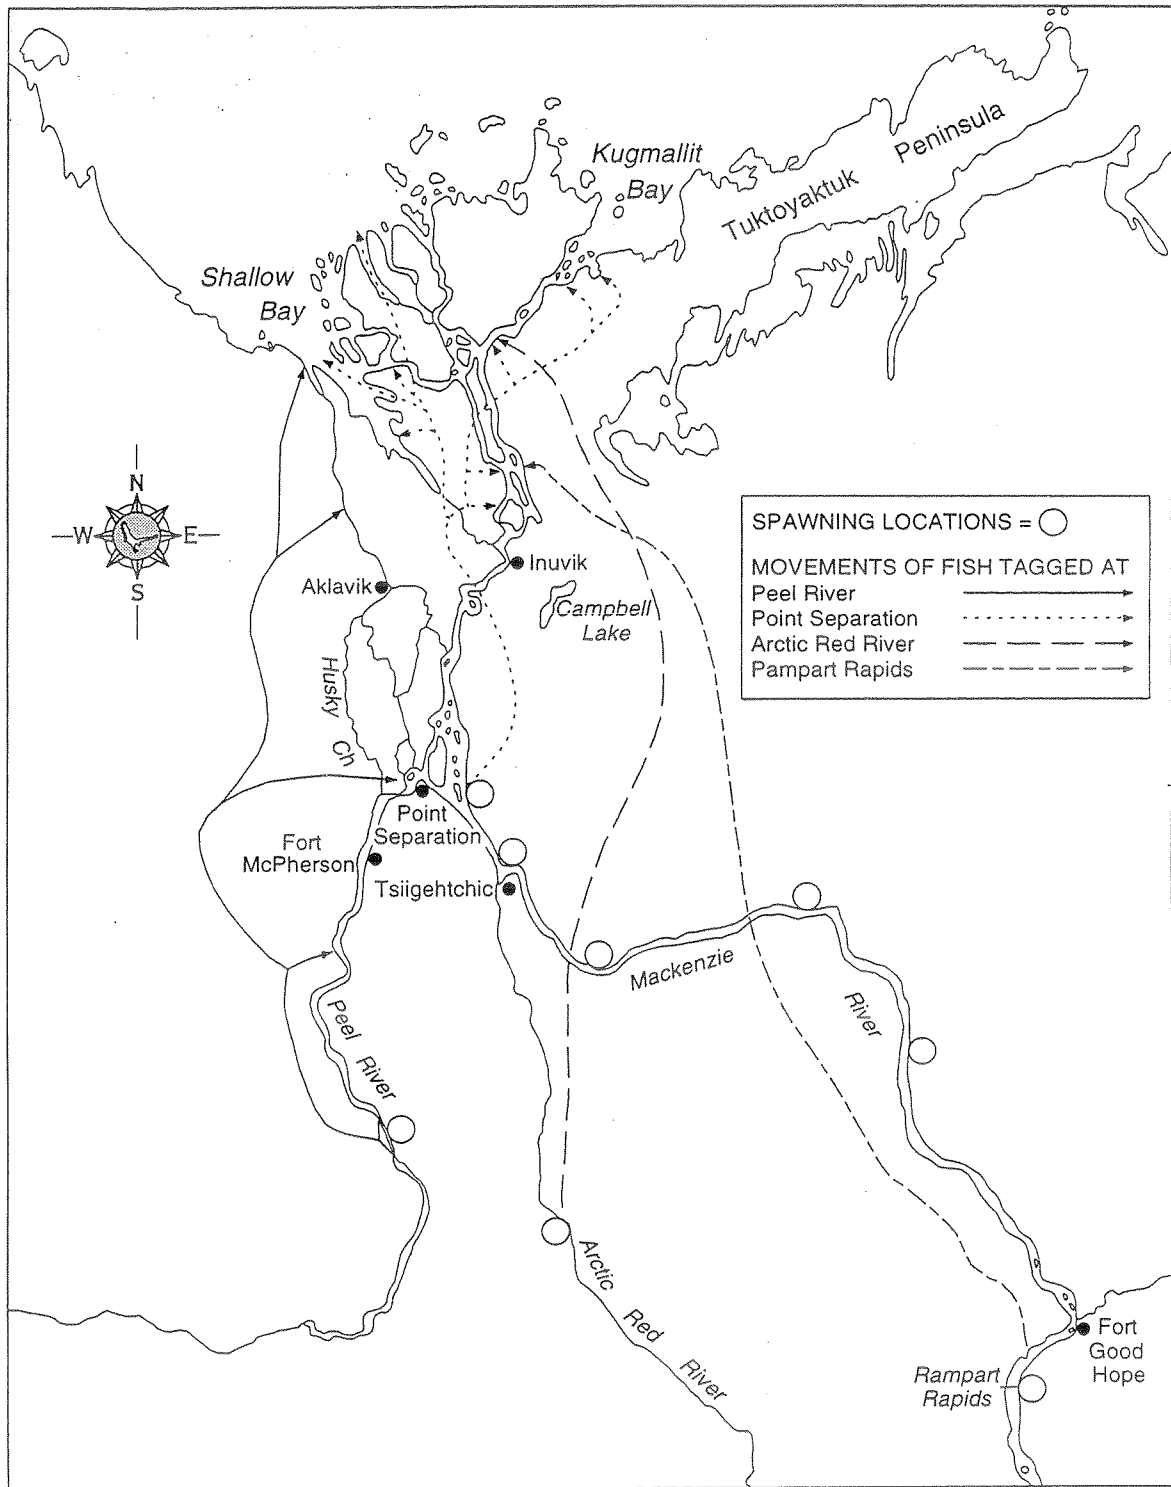 Kugmallit
Bay
Tuktoyaktuk Peninsula
Shallow
Bay
N
W
E
S
SPAWNING LOCATIONS =
MOVEMENTS OF FISH TAGGED AT
Peel River
Point Separation
Arctic Red River
Pampart Rapids
Inuvik
Aklavik
Campbell
Lake
Husky Ch
Point
Separation
Fort
McPherson
Tsiigehtchic
Mackenzie River
Peel River
Arctic Red River
Fort
Good
Hope
Rampart
Rapids